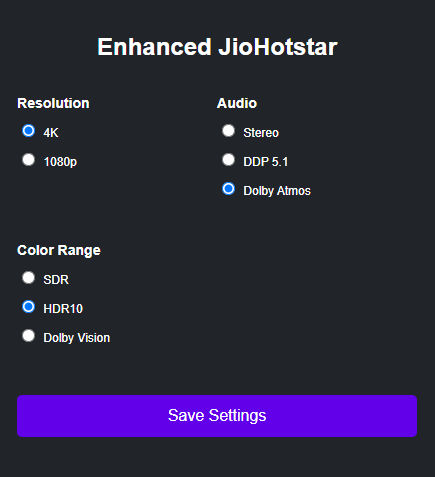 Enhanced JioHotstar
Resolution
4K
1080p
Audio
Stereo
DDP 5.1
Dolby Atmos
Color Range
SDR
HDR10
Dolby Vision
Save Settings